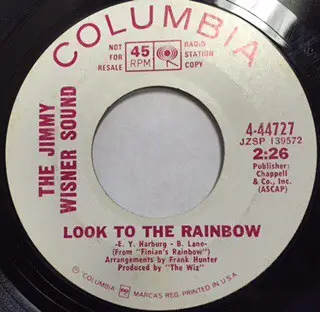 COLUMBIA
NOT
FOR
RESALE
45
RPM
RADIO
STATION
COPY
THE JIMMY
WISNER SOUND
4-44727
JZSP 139572
2:26
Publisher:
Chappell
& Co., Inc.
(ASCAP)
LOOK TO THE RAINBOW
-E. Y. Harburg - B. Lane-
(From "Finian's Rainbow")
Arrangements by Frank Hunter
Produced by "The Wiz"
© COLUMBIA MARCAS REG. PRINTED IN U.S.A